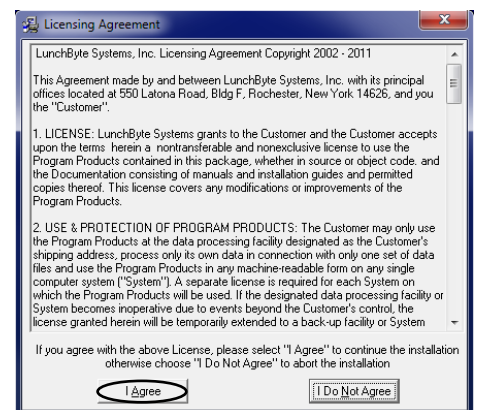 Licensing Agreement
LunchByte Systems, Inc. Licensing Agreement Copyright 2002 - 2011
This Agreement made by and between LunchByte Systems, Inc. with its principal
offices located at 550 Latona Road, Bldg F, Rochester, New York 14626, and you
the "Customer".
1. LICENSE: LunchByte Systems grants to the Customer and the Customer accepts
upon the terms herein a nontransferable and nonexclusive license to use the
Program Products contained in this package, whether in source or object code. and
the Documentation consisting of manuals and installation guides and permitted
copies thereof. This license covers any modifications or improvements of the
Program Products.
2. USE & PROTECTION OF PROGRAM PRODUCTS: The Customer may only use
the Program Products at the data processing facility designated as the Customer's
shipping address, process only its own data in connection with only one set of data
files and use the Program Products in any machine-readable form on any single
computer system ("System"). A separate license is required for each System on
which the Program Products will be used. If the designated data processing facility or
System becomes inoperative due to events beyond the Customer's control, the
license granted herein will be temporarily extended to a back-up facility or System
If you agree with the above License, please select "I Agree" to continue the installation
otherwise choose "I Do Not Agree" to abort the installation
I Agree
I Do Not Agree